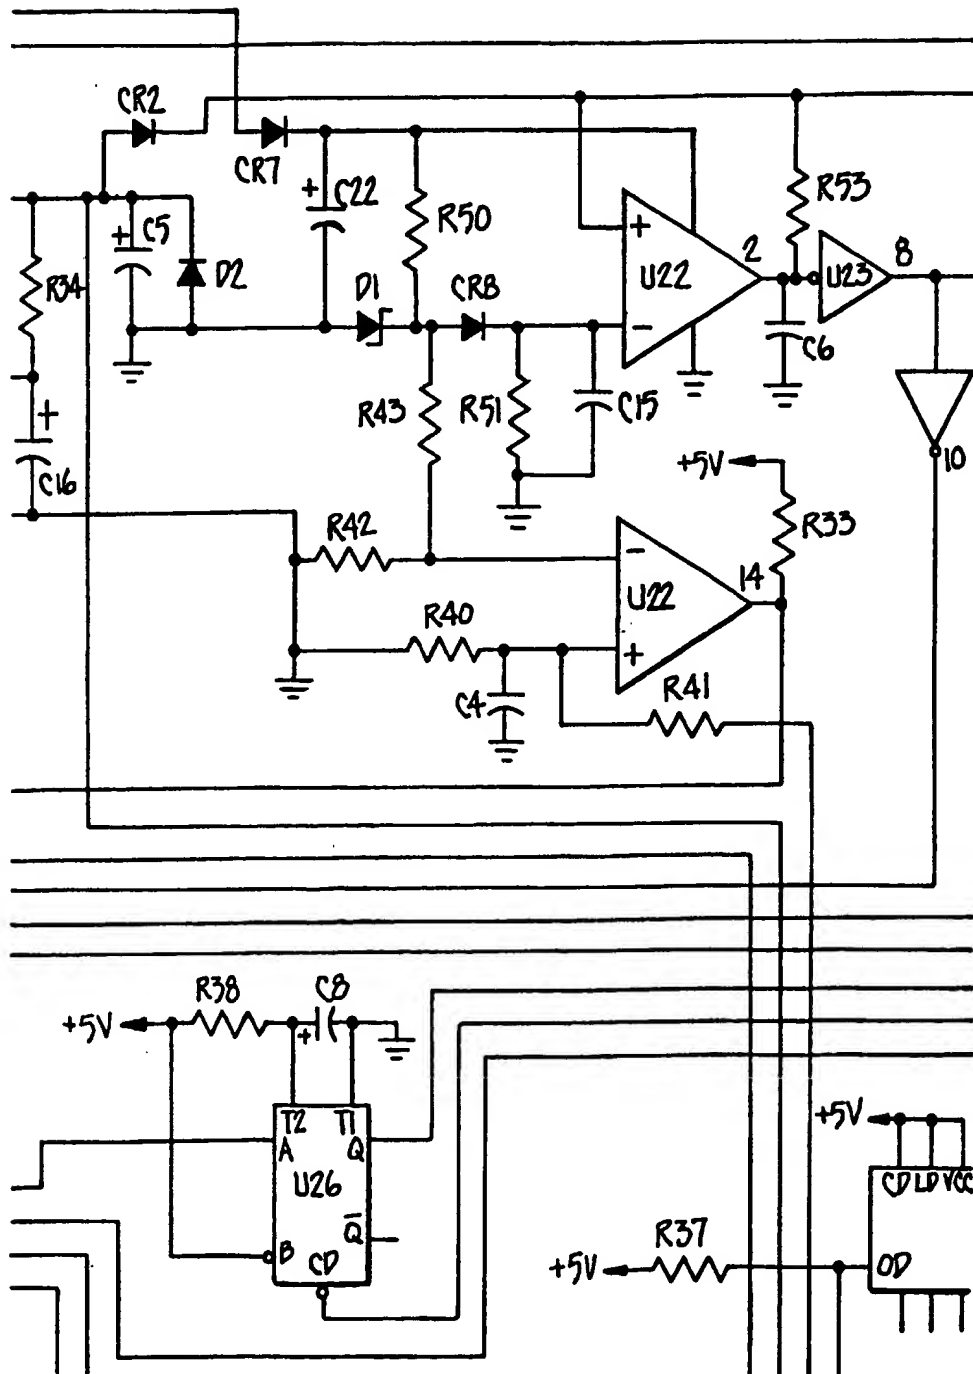 CR2
CR7
+
C22
R50
R53
+
C5
D2
R34
D1
CR8
+
U22
-
2
U23
8
C6
+
C16
R43
R51
C15
10
+5V
R33
R42
-
U22
14
R40
+
C4
R41
R38
C8
+5V
+
T2
T1
A
Q
U26
Q̅
B
CD
+5V
CD LD VCC
R37
+5V
OD